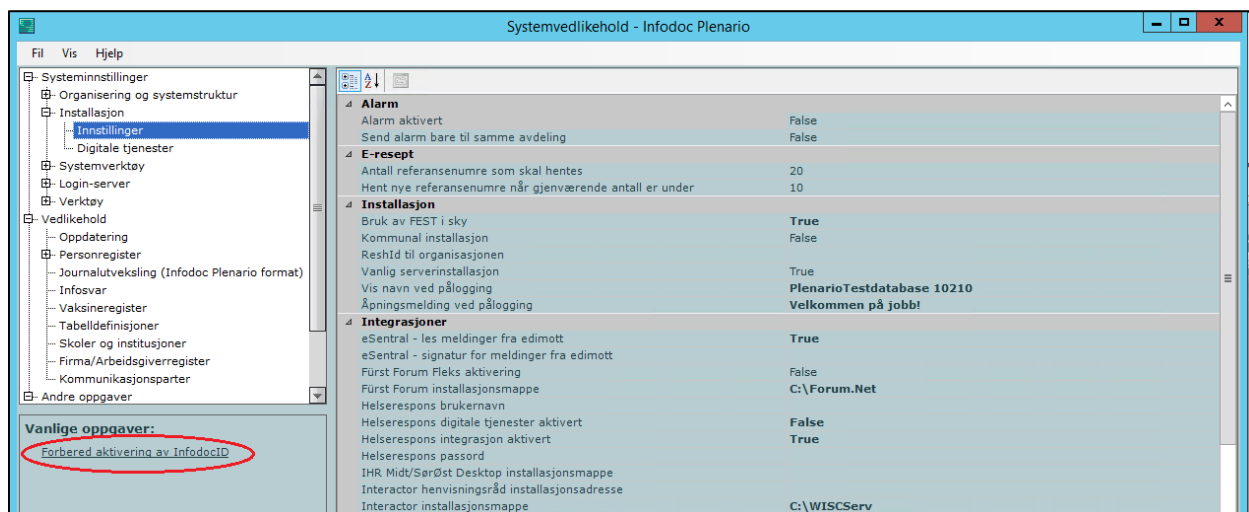 Systemvedlikehold - Infodoc Plenario
Fil Vis Hjelp
Systeminnstillinger
Organisering og systemstruktur
Installasjon
Innstillinger
Digitale tjenester
Systemverktøy
Login-server
Verktøy
Vedlikehold
Oppdatering
Personregister
Journalutveksling (Infodoc Plenario format)
Infosvar
Vaksineregister
Tabelldefinisjoner
Skoler og institusjoner
Firma/Arbeidsgiverregister
Kommunikasjonsparter
Andre oppgaver
Vanlige oppgaver:
Forbered aktivering av InfodocID
Alarm
Alarm aktivert False
Send alarm bare til samme avdeling False
E-resept
Antall referansenumre som skal hentes 20
Hent nye referansenumre når gjenværende antall er under 10
Installasjon
Bruk av FEST i sky True
Kommunal installasjon False
ReshId til organisasjonen
Vanlig serverinstallasjon True
Vis navn ved pålogging PlenarioTestdatabase 10210
Åpningsmelding ved pålogging Velkommen på jobb!
Integrasjoner
eSentral - les meldinger fra edimott True
eSentral - signatur for meldinger fra edimott
Fürst Forum Fleks aktivering False
Fürst Forum installasjonsmappe C:\Forum.Net
Helserespons brukernavn
Helserespons digitale tjenester aktivert False
Helserespons integrasjon aktivert True
Helserespons passord
IHR Midt/SørØst Desktop installasjonsmappe
Interactor henvisningsråd installasjonsadresse
Interactor installasjonsmappe C:\WISCServ